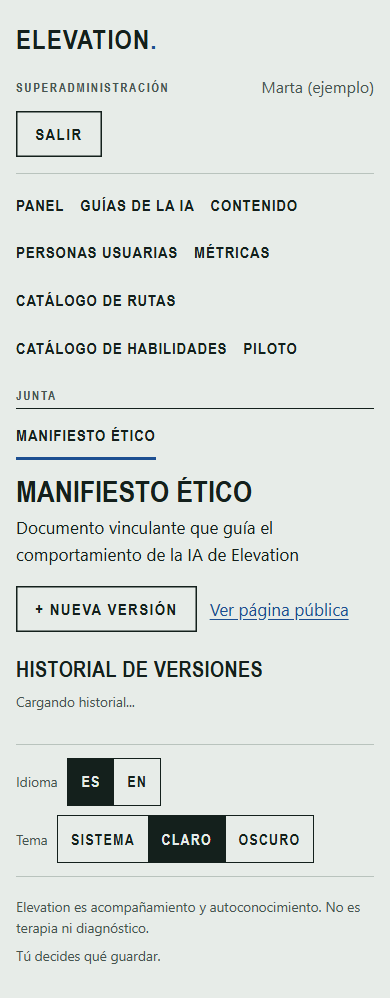 ELEVATION.
SUPERADMINISTRACIÓN Marta (ejemplo)
SALIR
PANEL GUÍAS DE LA IA CONTENIDO
PERSONAS USUARIAS MÉTRICAS
CATÁLOGO DE RUTAS
CATÁLOGO DE HABILIDADES PILOTO
JUNTA
MANIFIESTO ÉTICO
MANIFIESTO ÉTICO
Documento vinculante que guía el
comportamiento de la IA de Elevation
+ NUEVA VERSIÓN Ver página pública
HISTORIAL DE VERSIONES
Cargando historial...
Idioma ES EN
Tema SISTEMA CLARO OSCURO
Elevation es acompañamiento y autoconocimiento. No es
terapia ni diagnóstico.
Tú decides qué guardar.